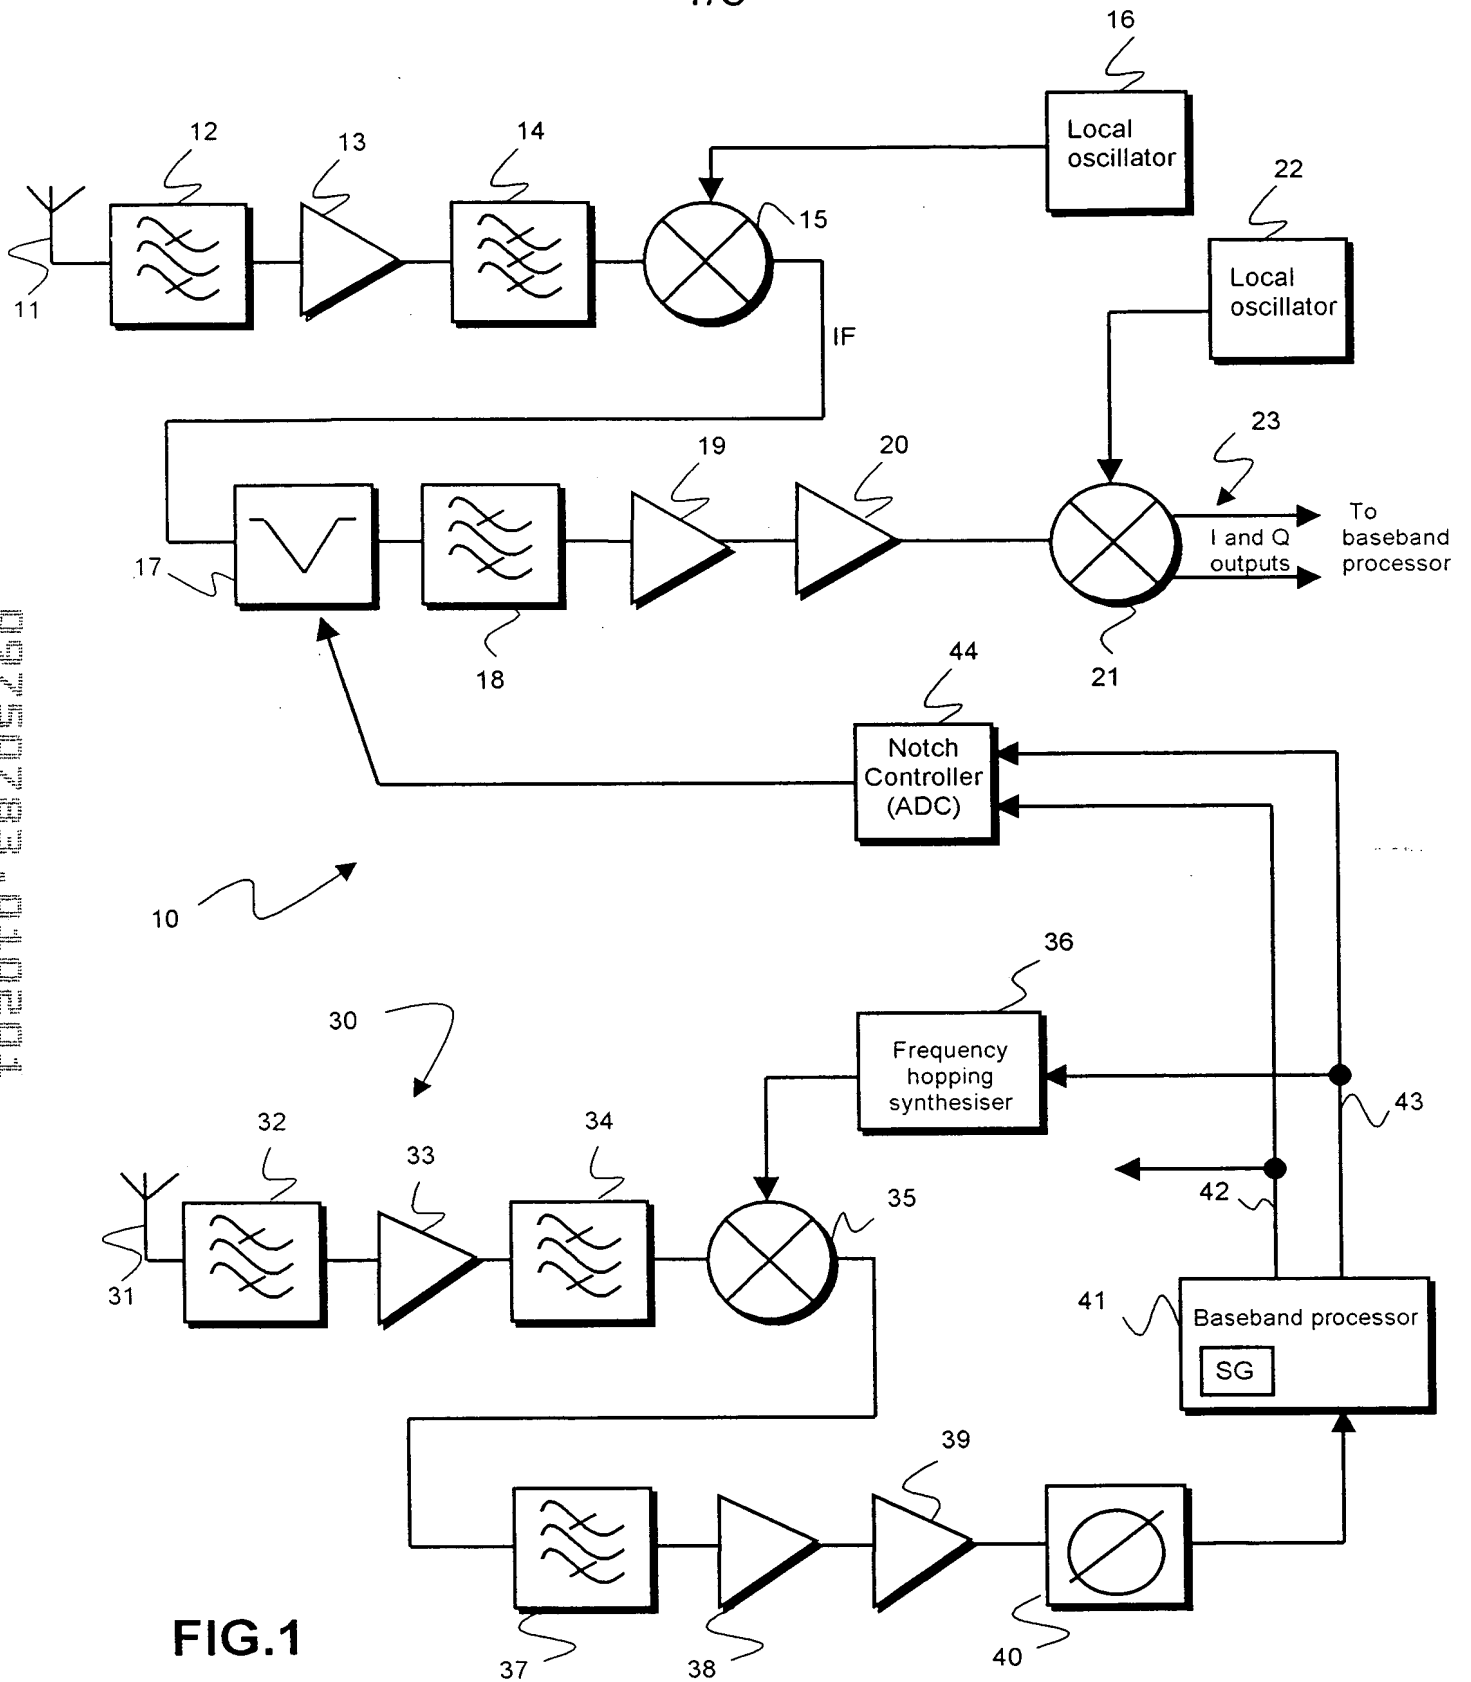 16
Local
oscillator
12
13
14
15
22
Local
oscillator
11
IF
23
19
20
To
baseband
processor
I and Q
outputs
17
18
21
44
Notch
Controller
(ADC)
10
36
30
Frequency
hopping
synthesiser
43
32
33
34
42
35
31
41
Baseband processor
SG
39
37
38
40
FIG.1